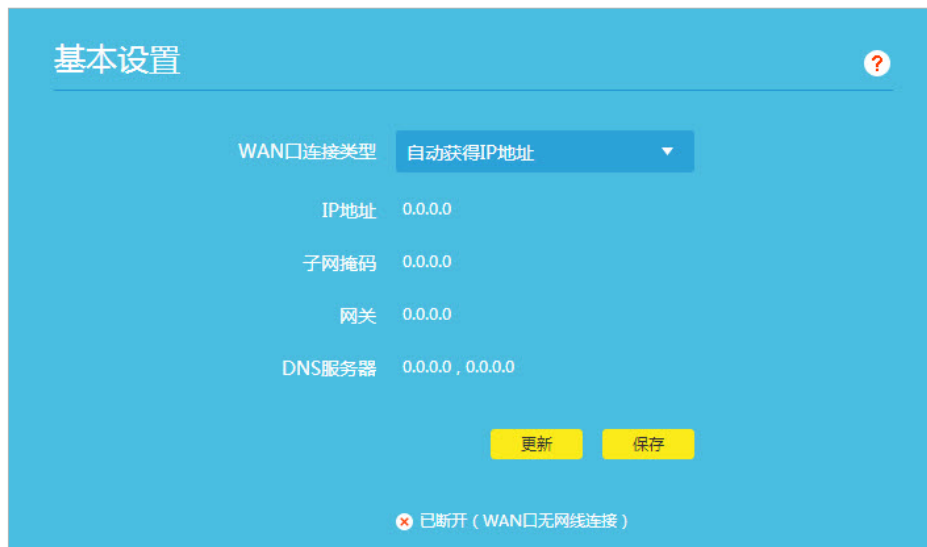 基本设置
?
WAN口连接类型 自动获得IP地址
IP地址 0.0.0.0
子网掩码 0.0.0.0
网关 0.0.0.0
DNS服务器 0.0.0.0 , 0.0.0.0
更新 保存
已断开 ( WAN口无网线连接 )